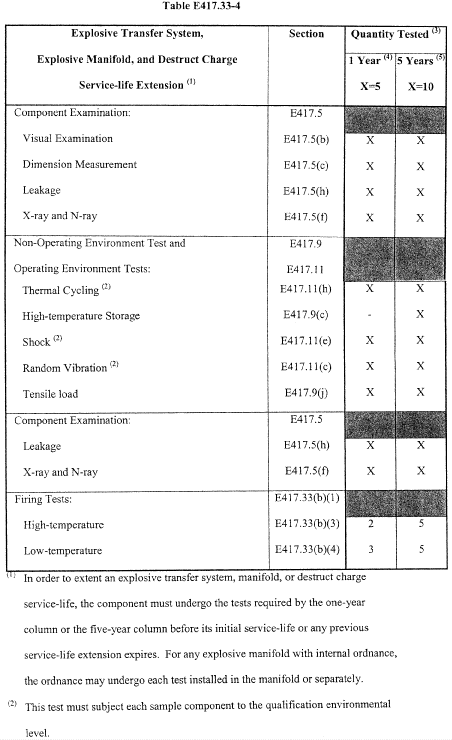 Table E417.33-4
Explosive Transfer System, Section Quantity Tested (3)
Explosive Manifold, and Destruct Charge 1 Year (4) 5 Years (5)
Service-life Extension (1) X=5 X=10
Component Examination: E417.5
Visual Examination E417.5(b) X X
Dimension Measurement E417.5(c) X X
Leakage E417.5(h) X X
X-ray and N-ray E417.5(f) X X
Non-Operating Environment Test and E417.9
Operating Environment Tests: E417.11
Thermal Cycling (2) E417.11(h) X X
High-temperature Storage E417.9(c) - X
Shock (2) E417.11(e) X X
Random Vibration (2) E417.11(c) X X
Tensile load E417.9(j) X X
Component Examination: E417.5
Leakage E417.5(h) X X
X-ray and N-ray E417.5(f) X X
Firing Tests: E417.33(b)(1)
High-temperature E417.33(b)(3) 2 5
Low-temperature E417.33(b)(4) 3 5
(1) In order to extent an explosive transfer system, manifold, or destruct charge
service-life, the component must undergo the tests required by the one-year
column or the five-year column before its initial service-life or any previous
service-life extension expires. For any explosive manifold with internal ordnance,
the ordnance may undergo each test installed in the manifold or separately.
(2) This test must subject each sample component to the qualification environmental
level.